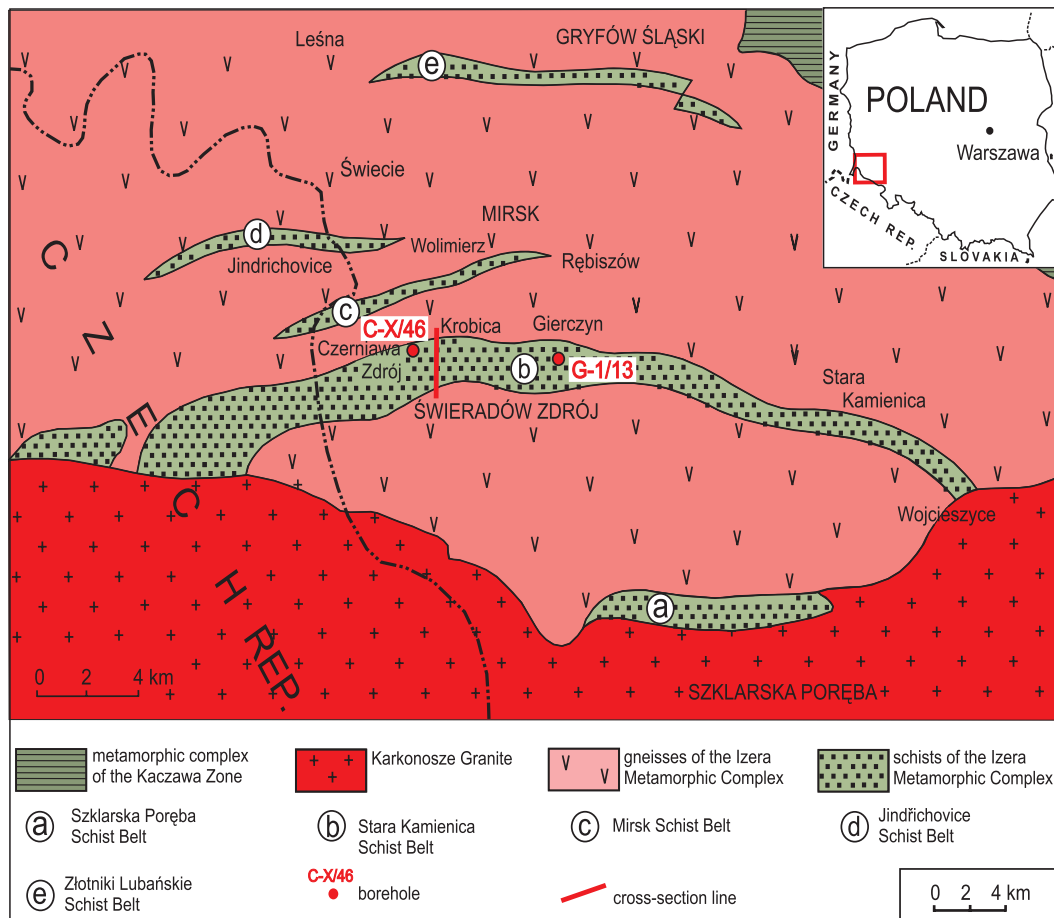 Leśna
GRYFÓW ŚLĄSKI
e
GERMANY
POLAND
Warszawa
CZECH REP.
SLOVAKIA
Świecie
MIRSK
d
Wolimierz
Jindrichovice
Rębiszów
c
C-X/46
Krobica
Gierczyn
Czerniawa
Zdrój
b
G-1/13
Stara
Kamienica
ŚWIERADÓW ZDRÓJ
CZECH REP.
Wojcieszyce
a
0 2 4 km
SZKLARSKA PORĘBA
metamorphic complex
of the Kaczawa Zone
Karkonosze Granite
gneisses of the Izera
Metamorphic Complex
schists of the Izera
Metamorphic Complex
a Szklarska Poręba
Schist Belt
b Stara Kamienica
Schist Belt
c Mirsk Schist Belt
d Jindřichovice
Schist Belt
e Złotniki Lubańskie
Schist Belt
C-X/46
borehole
cross-section line
0 2 4 km